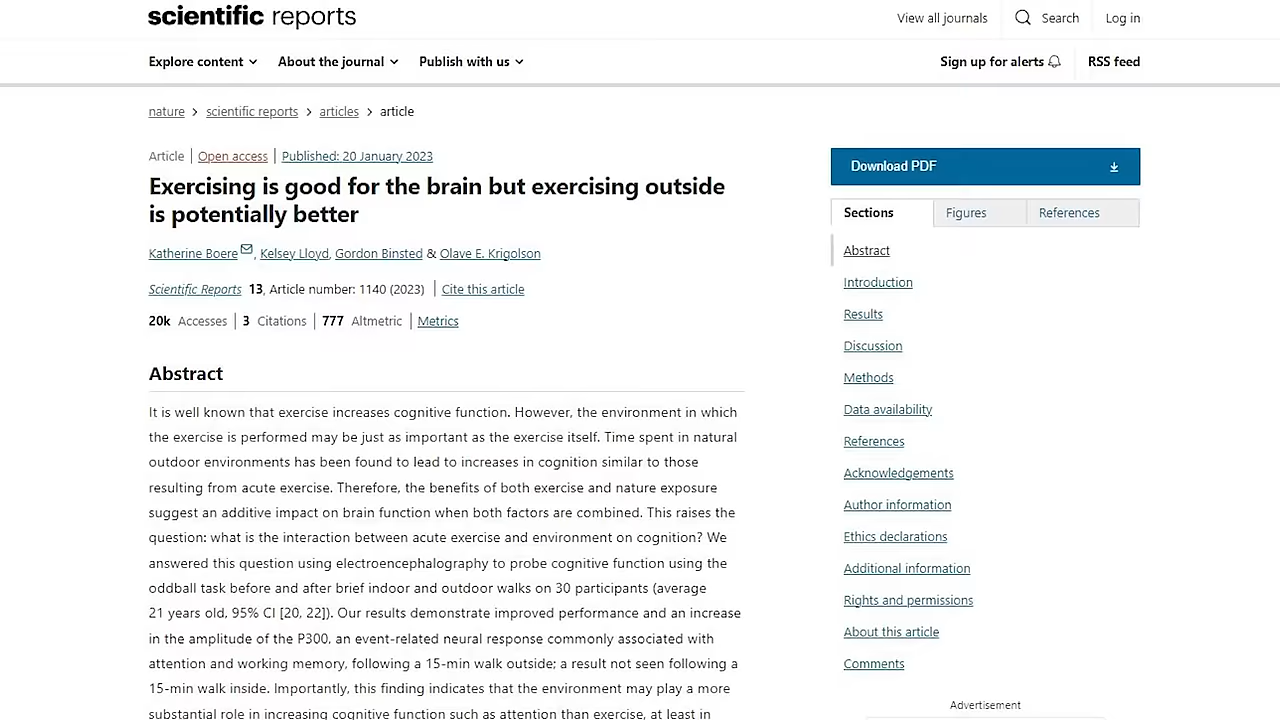 scientific reports
View all journals
Search
Log in
Explore content
About the journal
Publish with us
Sign up for alerts
RSS feed
nature > scientific reports > articles > article
Article | Open access | Published: 20 January 2023
Exercising is good for the brain but exercising outside
is potentially better
Katherine Boere, Kelsey Lloyd, Gordon Binsted & Olave E. Krigolson
Scientific Reports 13, Article number: 1140 (2023) | Cite this article
20k Accesses | 3 Citations | 777 Altmetric | Metrics
Abstract
It is well known that exercise increases cognitive function. However, the environment in which
the exercise is performed may be just as important as the exercise itself. Time spent in natural
outdoor environments has been found to lead to increases in cognition similar to those
resulting from acute exercise. Therefore, the benefits of both exercise and nature exposure
suggest an additive impact on brain function when both factors are combined. This raises the
question: what is the interaction between acute exercise and environment on cognition? We
answered this question using electroencephalography to probe cognitive function using the
oddball task before and after brief indoor and outdoor walks on 30 participants (average
21 years old, 95% CI [20, 22]). Our results demonstrate improved performance and an increase
in the amplitude of the P300, an event-related neural response commonly associated with
attention and working memory, following a 15-min walk outside; a result not seen following a
15-min walk inside. Importantly, this finding indicates that the environment may play a more
substantial role in increasing cognitive function such as attention than exercise, at least in
Download PDF
Sections
Figures
References
Abstract
Introduction
Results
Discussion
Methods
Data availability
References
Acknowledgements
Author information
Ethics declarations
Additional information
Rights and permissions
About this article
Comments
Advertisement